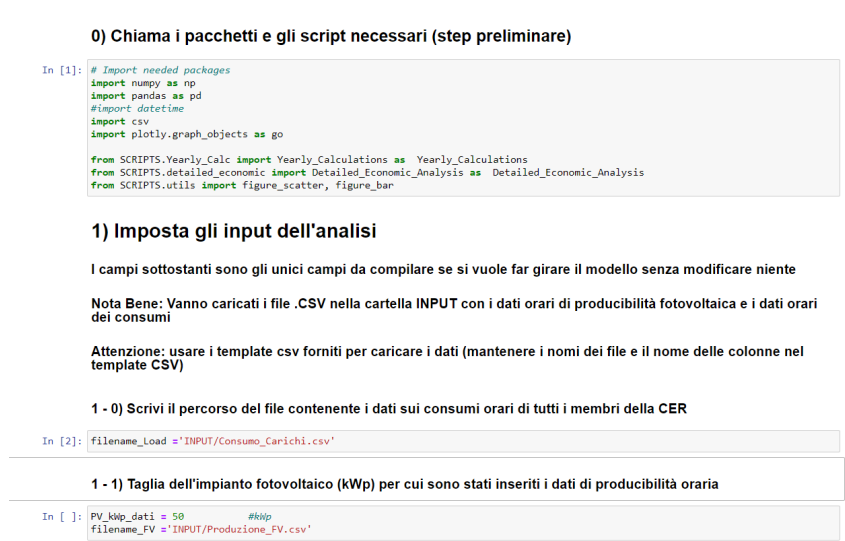 0) Chiama i pacchetti e gli script necessari (step preliminare)
In [1]: # Import needed packages
import numpy as np
import pandas as pd
#import datetime
import csv
import plotly.graph_objects as go
from SCRIPTS.Yearly_Calc import Yearly_Calculations as  Yearly_Calculations
from SCRIPTS.detailed_economic import Detailed_Economic_Analysis as  Detailed_Economic_Analysis
from SCRIPTS.utils import figure_scatter, figure_bar
1) Imposta gli input dell'analisi
I campi sottostanti sono gli unici campi da compilare se si vuole far girare il modello senza modificare niente
Nota Bene: Vanno caricati i file .CSV nella cartella INPUT con i dati orari di producibilità fotovoltaica e i dati orari
dei consumi
Attenzione: usare i template csv forniti per caricare i dati (mantenere i nomi dei file e il nome delle colonne nel
template CSV)
1 - 0) Scrivi il percorso del file contenente i dati sui consumi orari di tutti i membri della CER
In [2]: filename_Load ='INPUT/Consumo_Carichi.csv'
1 - 1) Taglia dell'impianto fotovoltaico (kWp) per cui sono stati inseriti i dati di producibilità oraria
In [ ]: PV_kWp_dati = 50           #kWp
filename_FV ='INPUT/Produzione_FV.csv'